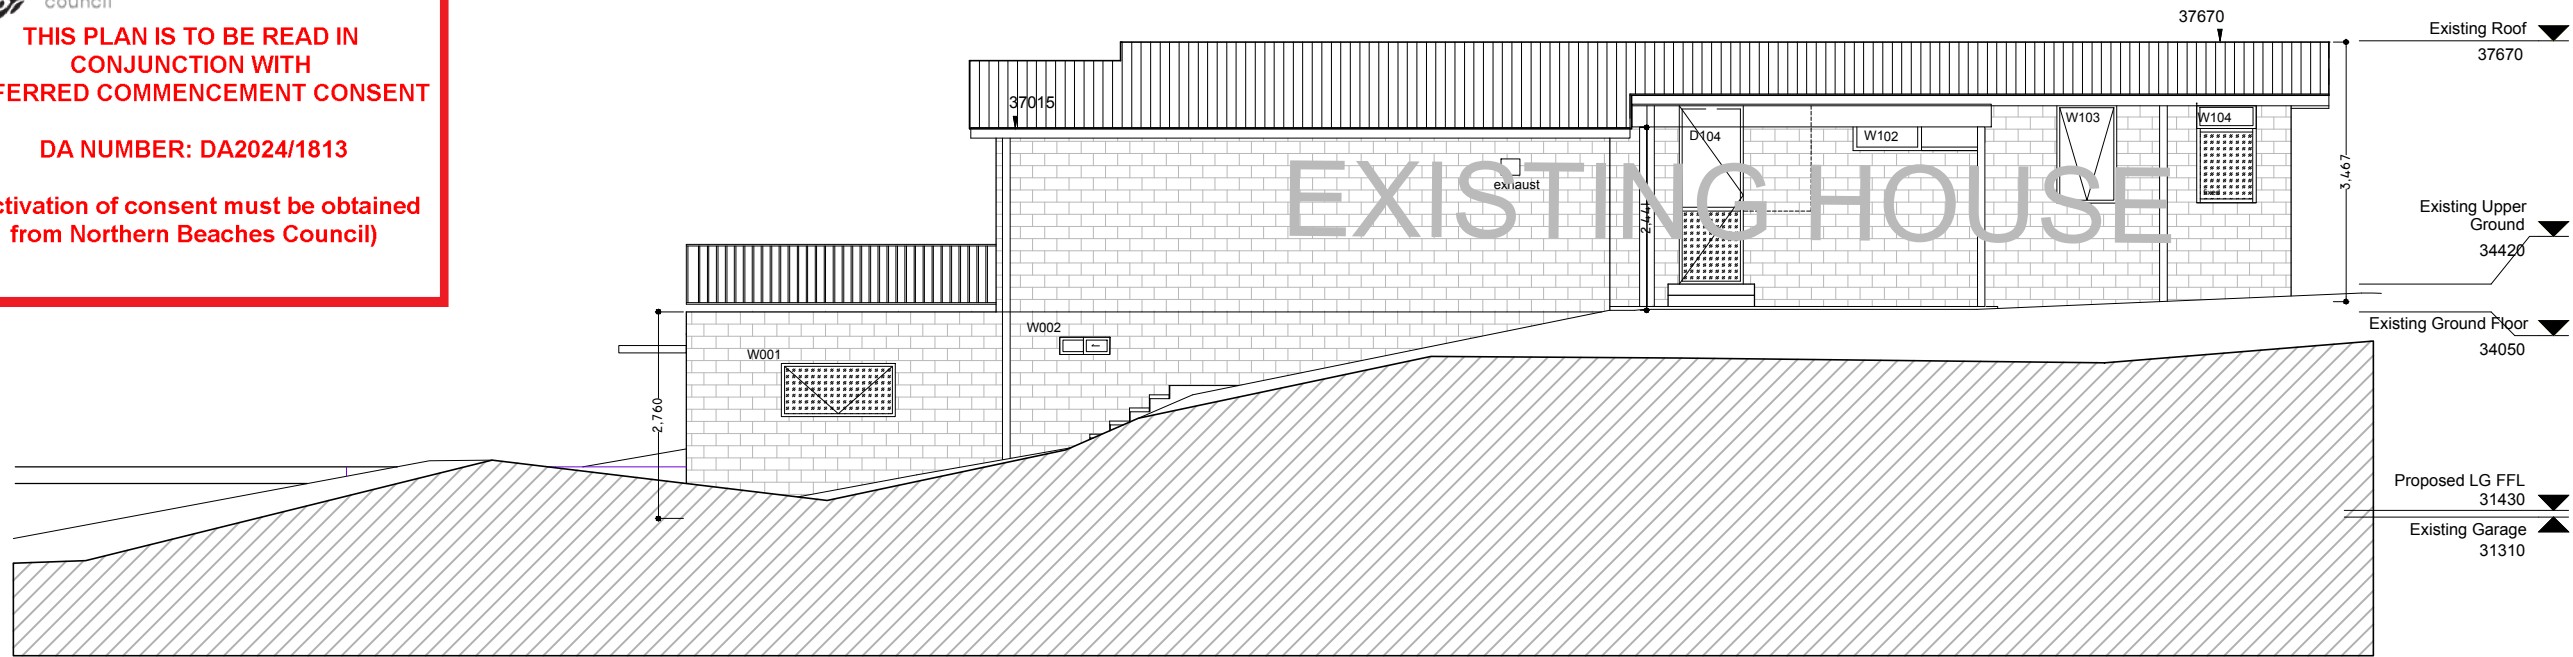 council
THIS PLAN IS TO BE READ IN
CONJUNCTION WITH
FERRED COMMENCEMENT CONSENT
DA NUMBER: DA2024/1813
ctivation of consent must be obtained
from Northern Beaches Council)
37670
Existing Roof
37670
37015
D104
W102
W103
W104
exhaust
EXISTING HOUSE
2,441
3,467
fixed
Existing Upper
Ground
34420
Existing Ground Floor
34050
W001
W002
2,760
Proposed LG FFL
31430
Existing Garage
31310